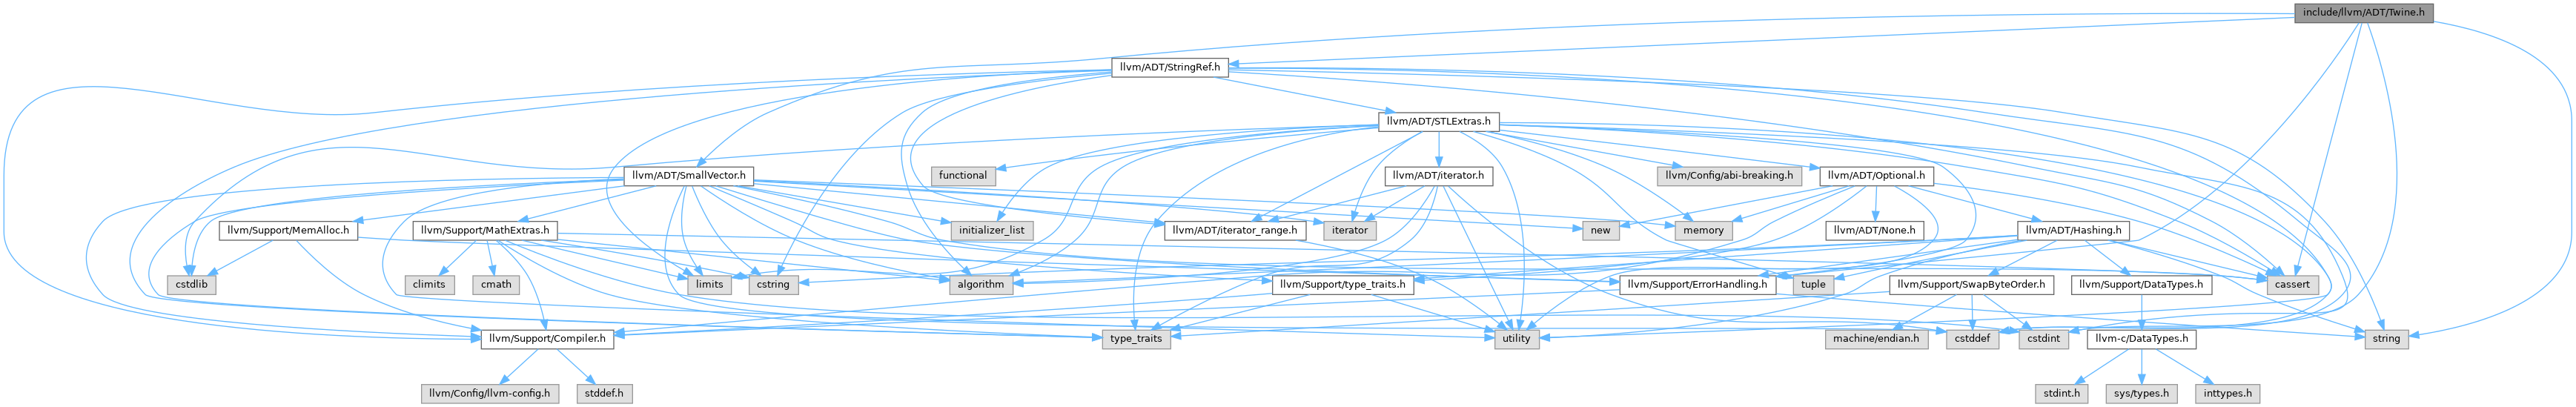 include/llvm/ADT/Twine.h
llvm/ADT/StringRef.h
llvm/ADT/STLExtras.h
functional
llvm/ADT/SmallVector.h
llvm/ADT/iterator.h
llvm/Config/abi-breaking.h
llvm/ADT/Optional.h
llvm/Support/MemAlloc.h
llvm/Support/MathExtras.h
initializer_list
llvm/ADT/iterator_range.h
iterator
new
memory
llvm/ADT/None.h
llvm/ADT/Hashing.h
cstdlib
climits
cmath
limits
cstring
algorithm
llvm/Support/type_traits.h
llvm/Support/ErrorHandling.h
tuple
llvm/Support/SwapByteOrder.h
llvm/Support/DataTypes.h
cassert
llvm/Support/Compiler.h
type_traits
utility
machine/endian.h
cstddef
cstdint
llvm-c/DataTypes.h
string
llvm/Config/llvm-config.h
stddef.h
stdint.h
sys/types.h
inttypes.h